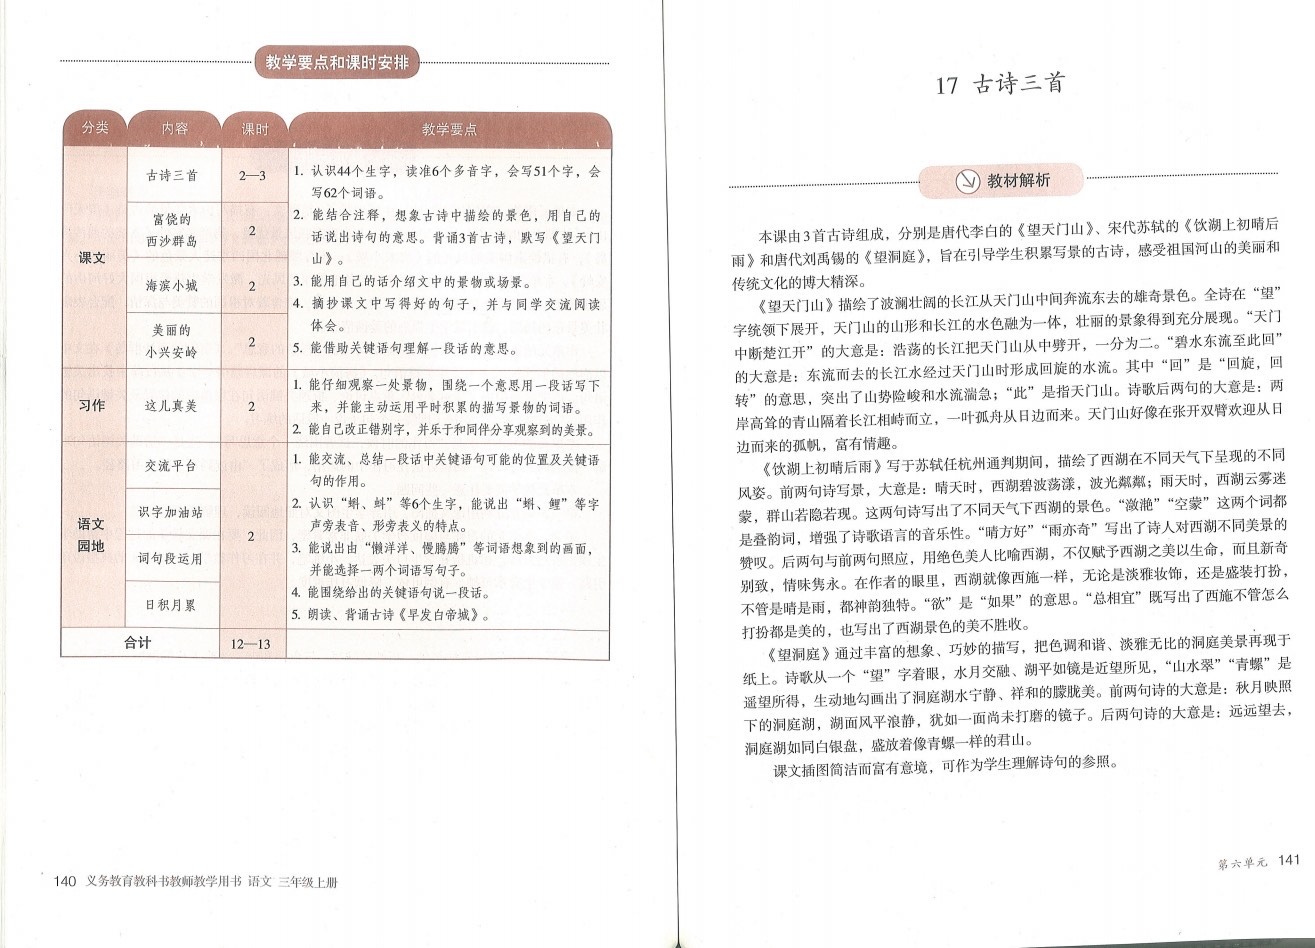 教学要点和课时安排
分类 内容 课时 教学要点
课文
古诗三首 2—3
富饶的
西沙群岛
2
海滨小城 2
美丽的
小兴安岭
2
1. 认识44个生字，读准6个多音字，会写51个字，会
写62个词语。
2. 能结合注释，想象古诗中描绘的景色，用自己的
话说出诗句的意思。背诵3首古诗，默写《望天门
山》。
3. 能用自己的话介绍文中的景物或场景。
4. 摘抄课文中写得好的句子，并与同学交流阅读
体会。
5. 能借助关键语句理解一段话的意思。
习作 这儿真美 2
1. 能仔细观察一处景物，围绕一个意思用一段话写下
来，并能主动运用平时积累的描写景物的词语。
2. 能自己改正错别字，并乐于和同伴分享观察到的美景。
语文
园地
交流平台
识字加油站
词句段运用
日积月累
2
1. 能交流、总结一段话中关键语句可能的位置及关键语
句的作用。
2. 认识“蝌、蚪”等6个生字，能说出“蝌、鲤”等字
声旁表音、形旁表义的特点。
3. 能说出由“懒洋洋、慢腾腾”等词语想象到的画面，
并能选择一两个词语写句子。
4. 能围绕给出的关键语句说一段话。
5. 朗读、背诵古诗《早发白帝城》。
合计 12—13
140 义务教育教科书教师教学用书 语文 三年级上册
17 古诗三首
教材解析
本课由3首古诗组成，分别是唐代李白的《望天门山》、宋代苏轼的《饮湖上初晴后
雨》和唐代刘禹锡的《望洞庭》，旨在引导学生积累写景的古诗，感受祖国河山的美丽和
传统文化的博大精深。
《望天门山》描绘了波澜壮阔的长江从天门山中间奔流东去的雄奇景色。全诗在“望”
字统领下展开，天门山的山形和长江的水色融为一体，壮丽的景象得到充分展现。“天门
中断楚江开”的大意是：浩荡的长江把天门山从中劈开，一分为二。“碧水东流至此回”
的大意是：东流而去的长江水经过天门山时形成回旋的水流。其中“回”是“回旋，回
转”的意思，突出了山势险峻和水流湍急；“此”是指天门山。诗歌后两句的大意是：两
岸高耸的青山隔着长江相峙而立，一叶孤舟从日边而来。天门山好像在张开双臂欢迎从日
边而来的孤帆，富有情趣。
《饮湖上初晴后雨》写于苏轼任杭州通判期间，描绘了西湖在不同天气下呈现的不同
风姿。前两句诗写景，大意是：晴天时，西湖碧波荡漾，波光粼粼；雨天时，西湖云雾迷
蒙，群山若隐若现。这两句诗写出了不同天气下西湖的景色。“潋滟”“空蒙”这两个词都
是叠韵词，增强了诗歌语言的音乐性。“晴方好”“雨亦奇”写出了诗人对西湖不同美景的
赞叹。后两句与前两句照应，用绝色美人比喻西湖，不仅赋予西湖之美以生命，而且新奇
别致，情味隽永。在作者的眼里，西湖就像西施一样，无论是淡雅妆饰，还是盛装打扮，
不管是晴是雨，都神韵独特。“欲”是“如果”的意思。“总相宜”既写出了西施不管怎么
打扮都是美的，也写出了西湖景色的美不胜收。
《望洞庭》通过丰富的想象、巧妙的描写，把色调和谐、淡雅无比的洞庭美景再现于
纸上。诗歌从一个“望”字着眼，水月交融、湖平如镜是近望所见，“山水翠”“青螺”是
遥望所得，生动地勾画出了洞庭湖水宁静、祥和的朦胧美。前两句诗的大意是：秋月映照
下的洞庭湖，湖面风平浪静，犹如一面尚未打磨的镜子。后两句诗的大意是：远远望去，
洞庭湖如同白银盘，盛放着像青螺一样的君山。
课文插图简洁而富有意境，可作为学生理解诗句的参照。
第六单元 141